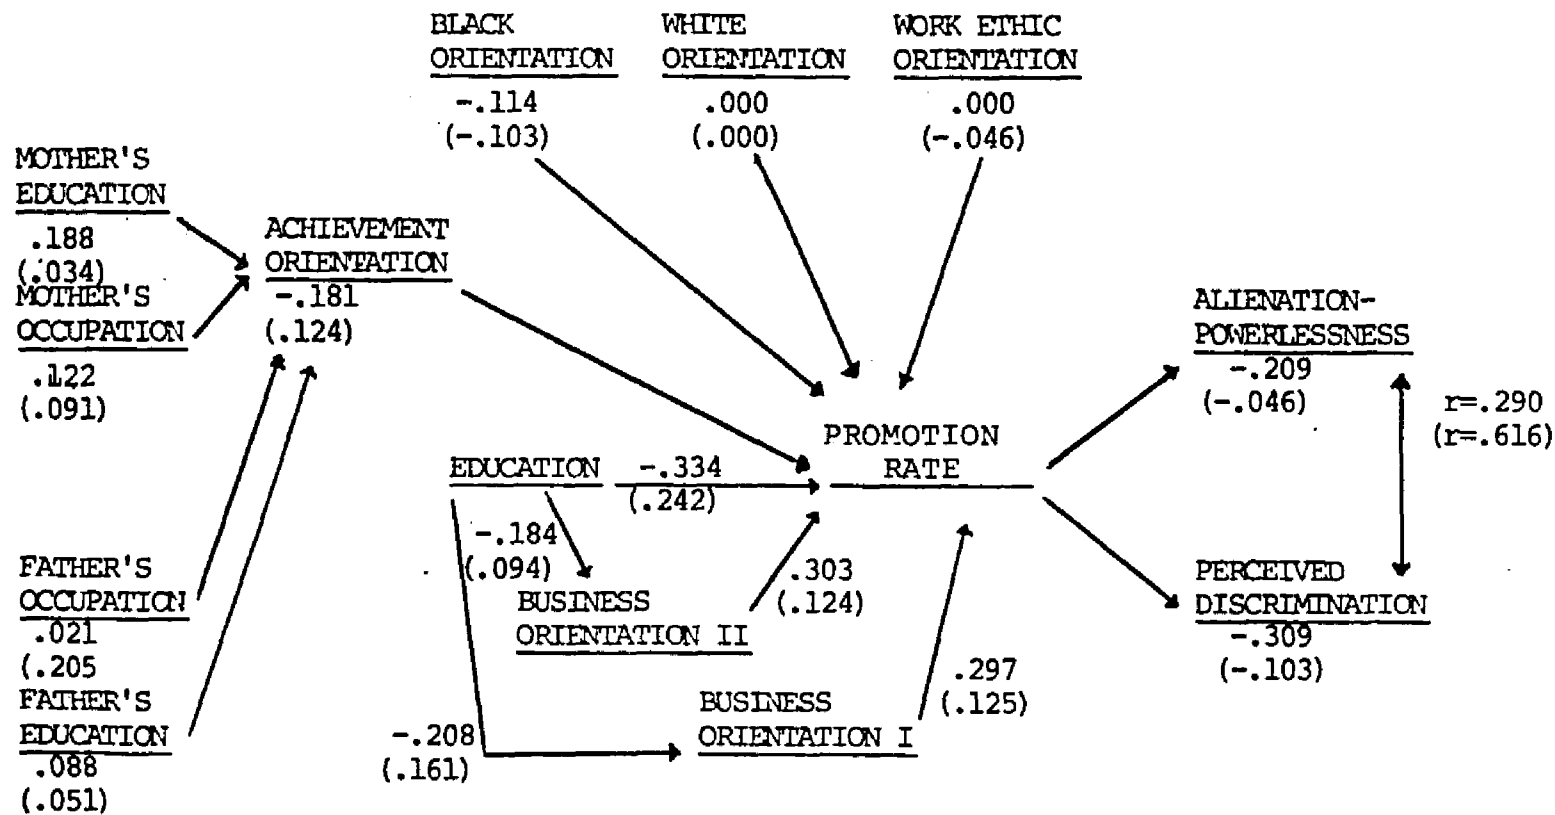 BLACK
ORIENTATION
-.114
(-.103)
WHITE
ORIENTATION
.000
(.000)
WORK ETHIC
ORIENTATION
.000
(-.046)
MOTHER'S
EDUCATION
.188
(.034)
MOTHER'S
OCCUPATION
.122
(.091)
ACHIEVEMENT
ORIENTATION
-.181
(.124)
ALIENATION-
POWERLESSNESS
-.209
(-.046)
r=.290
(r=.616)
PROMOTION
RATE
EDUCATION
-.334
(.242)
-.184
(.094)
BUSINESS
ORIENTATION II
.303
(.124)
FATHER'S
OCCUPATION
.021
(.205
FATHER'S
EDUCATION
.088
(.051)
PERCEIVED
DISCRIMINATION
-.309
(-.103)
-.208
(.161)
BUSINESS
ORIENTATION I
.297
(.125)